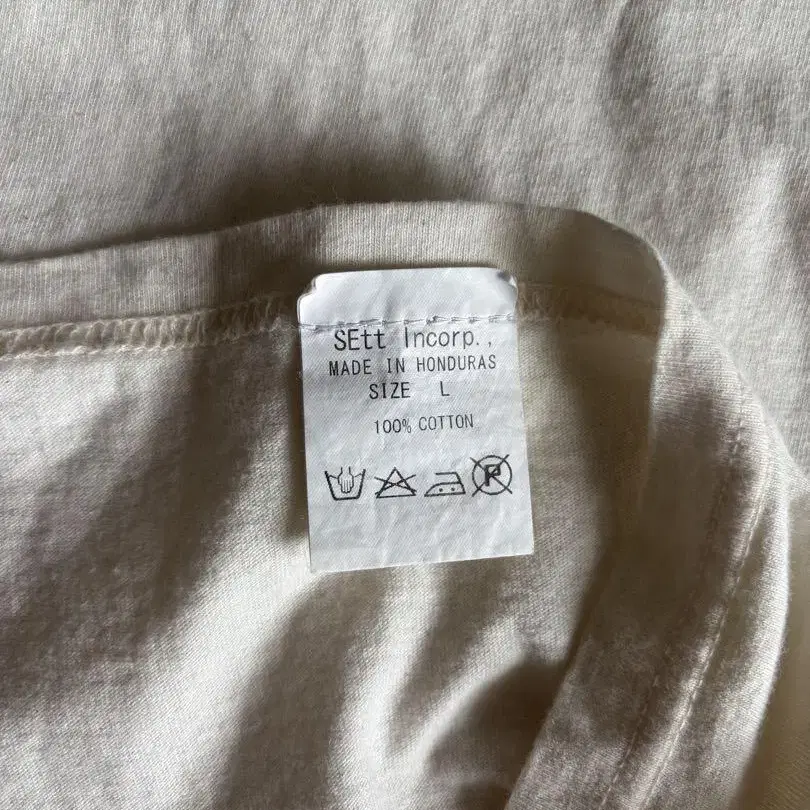 SEtt Incorp.,
MADE IN HONDURAS
SIZE L
100% COTTON
P